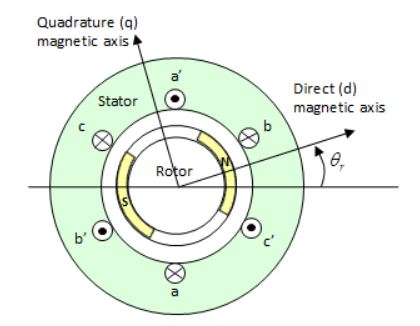 Quadrature (q)
magnetic axis
a'
Direct (d)
magnetic axis
Stator
c
b
N
θr
Rotor
S
b'
c'
a